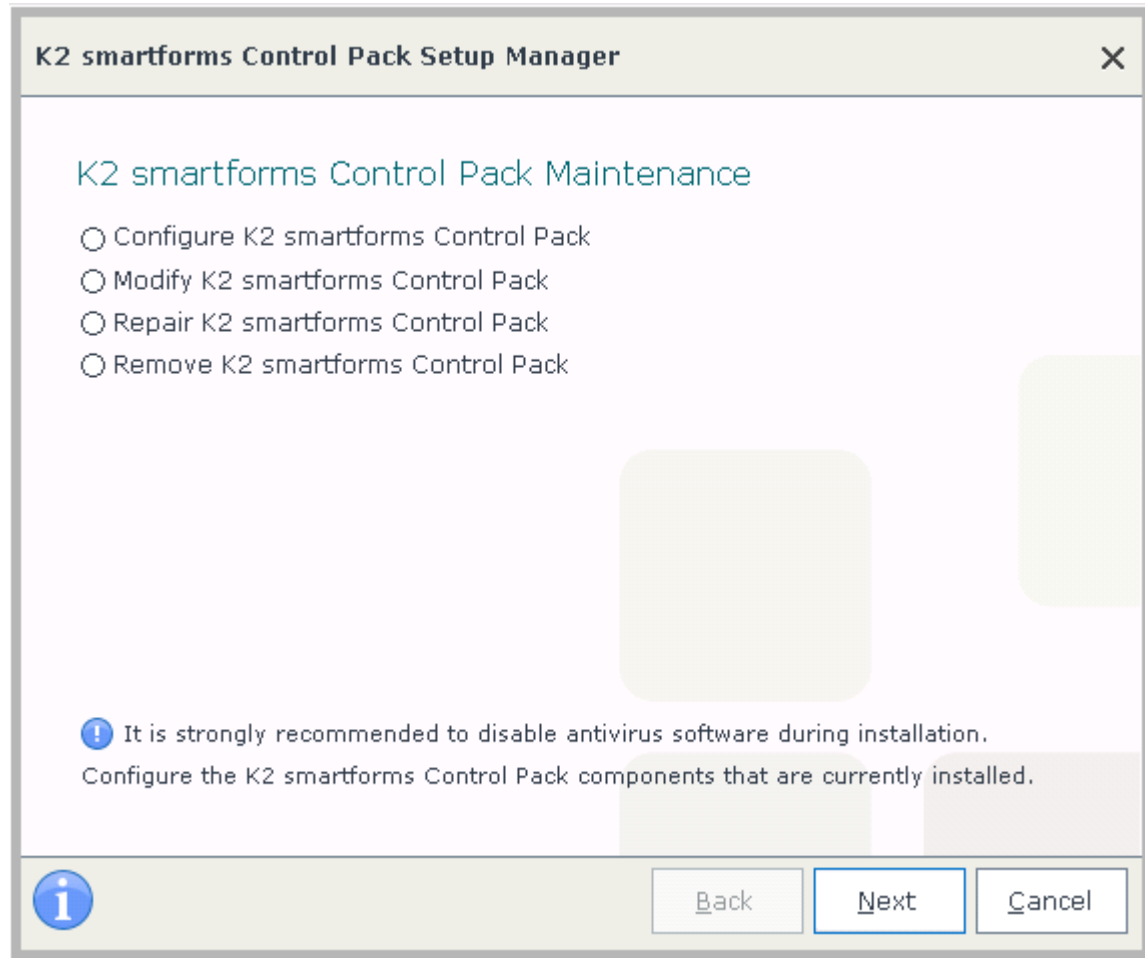 K2 smartforms Control Pack Setup Manager
K2 smartforms Control Pack Maintenance
Configure K2 smartforms Control Pack
Modify K2 smartforms Control Pack
Repair K2 smartforms Control Pack
Remove K2 smartforms Control Pack
It is strongly recommended to disable antivirus software during installation.
Configure the K2 smartforms Control Pack components that are currently installed.
Back Next Cancel